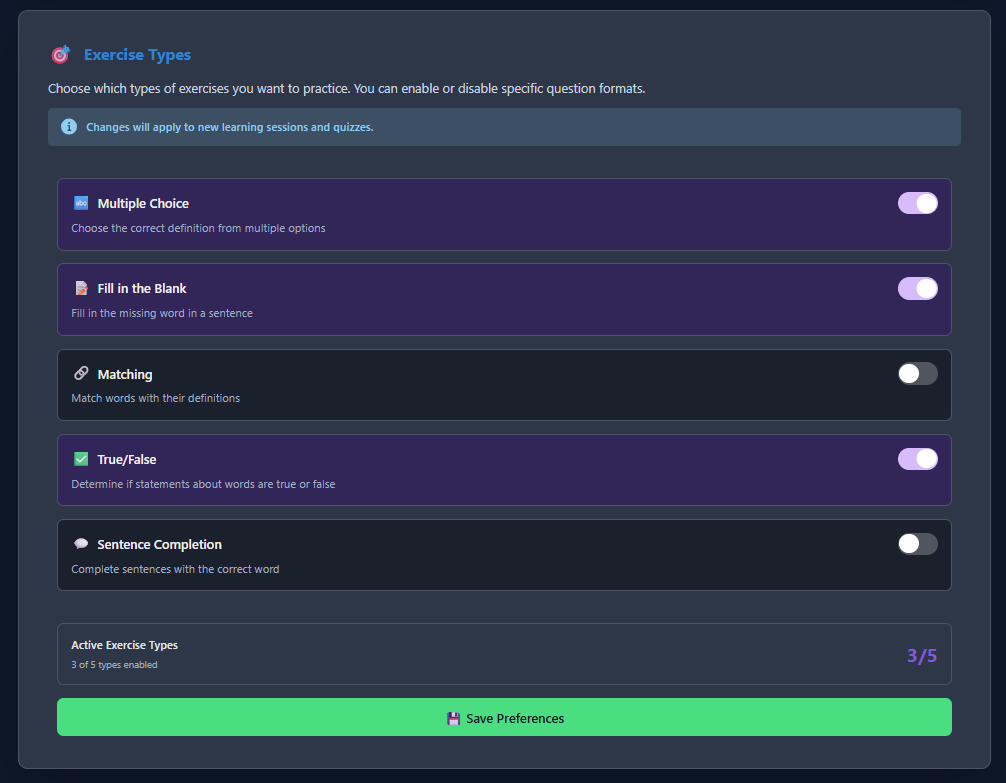 Exercise Types
Choose which types of exercises you want to practice. You can enable or disable specific question formats.
Changes will apply to new learning sessions and quizzes.
abc Multiple Choice
Choose the correct definition from multiple options
Fill in the Blank
Fill in the missing word in a sentence
Matching
Match words with their definitions
True/False
Determine if statements about words are true or false
Sentence Completion
Complete sentences with the correct word
Active Exercise Types
3 of 5 types enabled
3/5
Save Preferences